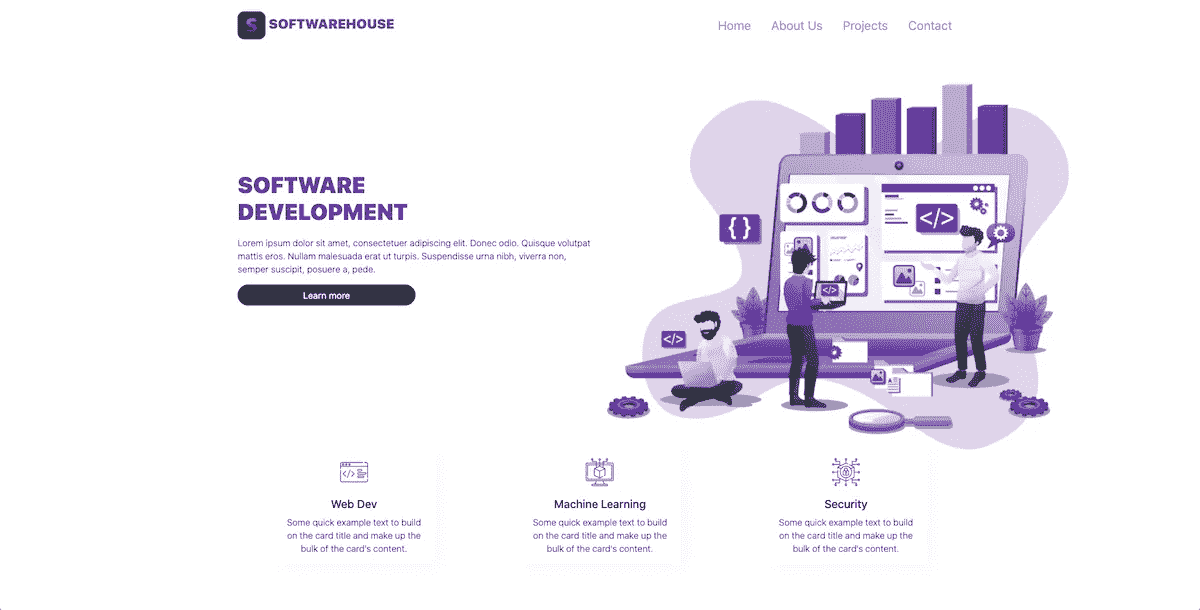 S SOFTWAREHOUSE
Home About Us Projects Contact
SOFTWARE
DEVELOPMENT
Lorem ipsum dolor sit amet, consectetuer adipiscing elit. Donec odio. Quisque volutpat
mattis eros. Nullam malesuada erat ut turpis. Suspendisse urna nibh, viverra non,
semper suscipit, posuere a, pede.
Learn more
{ }
</>
</>
</>
</>
Web Dev
Some quick example text to build
on the card title and make up the
bulk of the card's content.
Machine Learning
Some quick example text to build
on the card title and make up the
bulk of the card's content.
Security
Some quick example text to build
on the card title and make up the
bulk of the card's content.